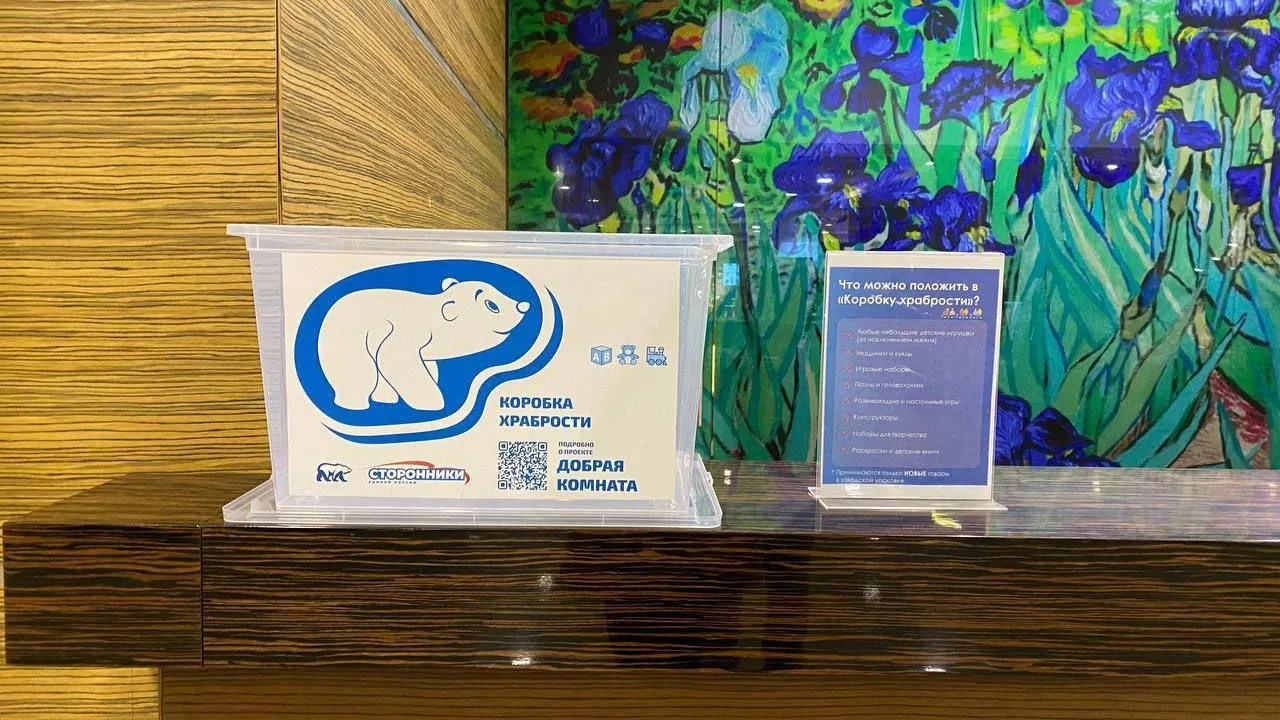 A B
КОРОБКА
ХРАБРОСТИ
ПОДРОБНО
О ПРОЕКТЕ
ДОБРАЯ
КОМНАТА
СТОРОННИКИ
ЕДИНОЙ РОССИИ
Что можно положить в
«Коробку храбрости»?
Любые небольшие детские игрушки
(за исключением мягких)
Машинки и куклы
Игровые наборы
Пазлы и головоломки
Развивающие и настольные игры
Конструкторы
Наборы для творчества
Раскраски и детские книги
* Принимаются только НОВЫЕ товары
в заводской упаковке